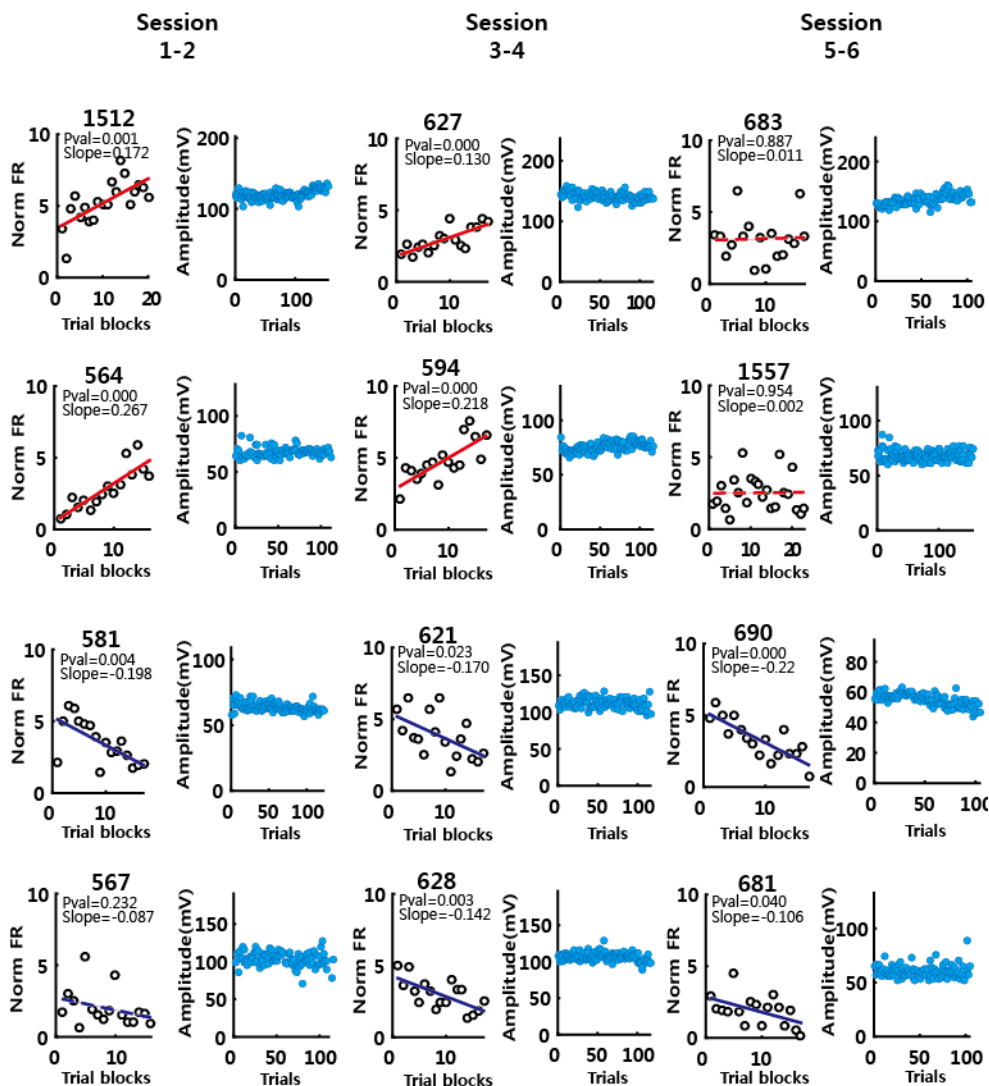 Session Session Session
1-2 3-4 5-6
1512 627 683
Pval=0.001 Pval=0.000 Pval=0.887
Slope=0.172 Slope=0.130 Slope=0.011
Norm FR Amplitude(mV) Norm FR Amplitude(mV) Norm FR Amplitude(mV)
10 200 10 200 10 200
5 100 5 100 5 100
0 0 0 0 0 0
0 10 20 0 100 0 10 0 50 100 0 10 0 50 100
Trial blocks Trials Trial blocks Trials Trial blocks Trials
564 594 1557
Pval=0.000 Pval=0.000 Pval=0.954
Slope=0.267 Slope=0.218 Slope=0.002
Norm FR Amplitude(mV) Norm FR Amplitude(mV) Norm FR Amplitude(mV)
10 10 10
100 100 100
5 50 5 50 5 50
0 0 0 0 0 0
0 10 0 50 100 0 10 0 50 100 0 10 20 0 100
Trial blocks Trials Trial blocks Trials Trial blocks Trials
581 621 690
Pval=0.004 Pval=0.023 Pval=0.000
Slope=-0.198 Slope=-0.170 Slope=-0.22
Norm FR Amplitude(mV) Norm FR Amplitude(mV) Norm FR Amplitude(mV)
10 100 10 150 10 80
5 50 5 100 5 60
50 40
20
0 0 0 0 0 0
10 0 50 100 10 0 50 100 10 0 50 100
Trial blocks Trials Trial blocks Trials Trial blocks Trials
567 628 681
Pval=0.232 Pval=0.003 Pval=0.040
Slope=-0.087 Slope=-0.142 Slope=-0.106
Norm FR Amplitude(mV) Norm FR Amplitude(mV) Norm FR Amplitude(mV)
10 150 10 150 10 100
5 100 5 100 5 50
50 50
0 0 0 0 0 0
10 0 50 100 10 0 50 100 10 0 50 100
Trial blocks Trials Trial blocks Trials Trial blocks Trials